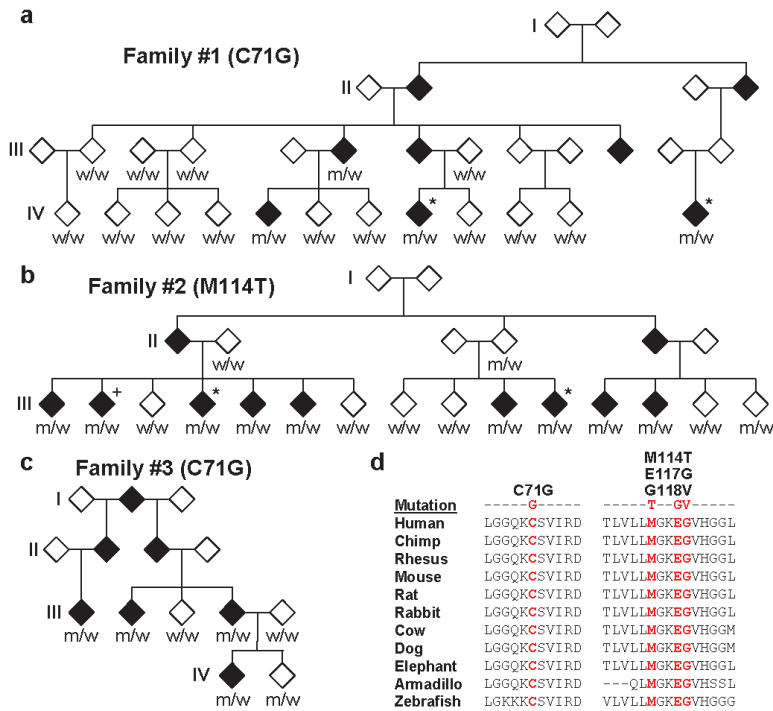 a
I
Family #1 (C71G)
II
III
w/w w/w w/w m/w w/w
IV * *
w/w w/w w/w w/w m/w w/w w/w m/w w/w w/w w/w m/w
b
Family #2 (M114T)
I
II
w/w m/w
III + * *
m/w m/w w/w m/w m/w m/w w/w w/w w/w m/w m/w m/w m/w w/w m/w
c
Family #3 (C71G)
I
II
III
m/w m/w w/w m/w w/w
IV
m/w m/w
d
M114T
E117G
C71G G118V
Mutation -----G------ ------T--GV-----
Human LGGQKCSVIRD TLVLLMGKEGVHGGL
Chimp LGGQKCSVIRD TLVLLMGKEGVHGGL
Rhesus LGGQKCSVIRD TLVLLMGKEGVHGGL
Mouse LGGQKCSVIRD TLVLLMGKEGVHGGL
Rat LGGQKCSVIRD TLVLLMGKEGVHGGL
Rabbit LGGQKCSVIRD TLVLLMGKEGVHGGL
Cow LGGQKCSVIRD TLVLLMGKEGVHGGM
Dog LGGQKCSVIRD TLVLLMGKEGVHGGM
Elephant LGGQKCSVIRD TLVLLMGKEGVHGGL
Armadillo LGGQKCSVIRD ---QLMGKEGVHSSL
Zebrafish LGKKKCSVIRD VLVLLMGKEGVHGGG